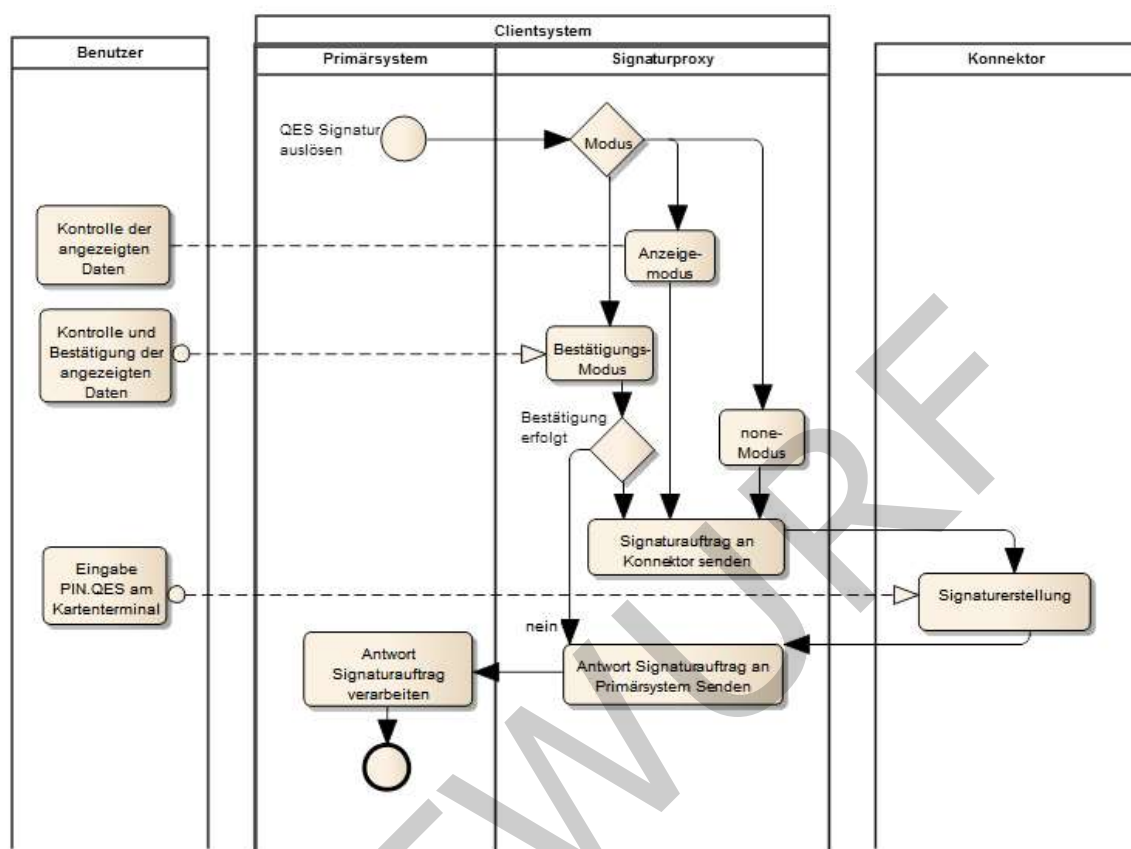 Clientsystem
Benutzer
Primärsystem
Signaturproxy
Konnektor
QES Signatur
auslösen
Modus
Kontrolle der
angezeigten
Daten
Anzeige-
modus
Kontrolle und
Bestätigung der
angezeigten
Daten
Bestätigungs-
Modus
Bestätigung
erfolgt
none-
Modus
Signaturauftrag an
Konnektor senden
Eingabe
PIN.QES am
Kartenterminal
Signaturerstellung
nein
Antwort
Signaturauftrag
verarbeiten
Antwort Signaturauftrag an
Primärsystem Senden
TWURF